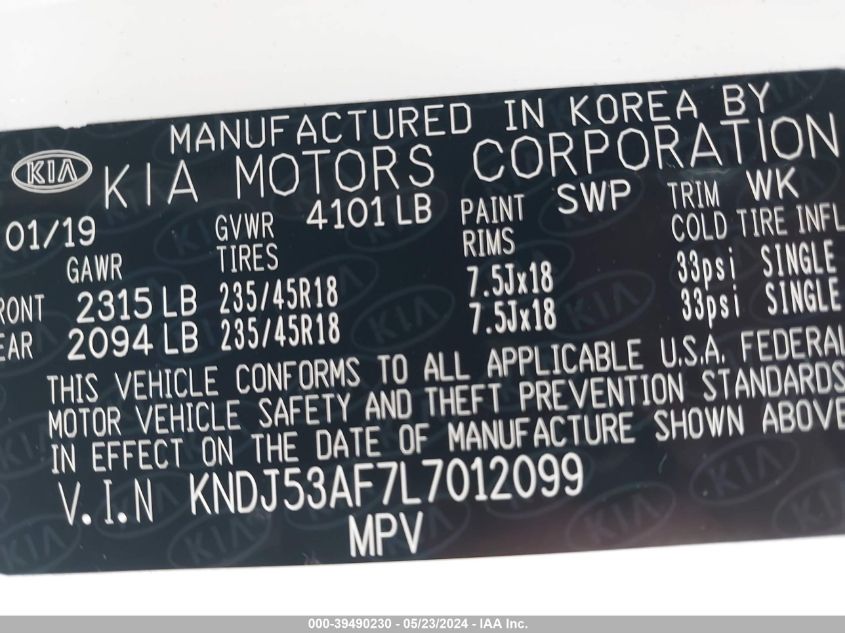 MANUFACTURED IN KOREA BY
KIA KIA MOTORS CORPORATION
01/19 GVWR 4101 LB PAINT SWP TRIM WK
GAWR TIRES RIMS COLD TIRE INFL
RONT 2315 LB 235/45R18 7.5Jx18 33psi SINGLE
EAR 2094 LB 235/45R18 7.5Jx18 33psi SINGLE
THIS VEHICLE CONFORMS TO ALL APPLICABLE U.S.A. FEDERAL
MOTOR VEHICLE SAFETY AND THEFT PREVENTION STANDARDS
IN EFFECT ON THE DATE OF MANUFACTURE SHOWN ABOVE
V.I.N KNDJ53AF7L7012099
MPV
000-39490230 - 05/23/2024 - IAA Inc.